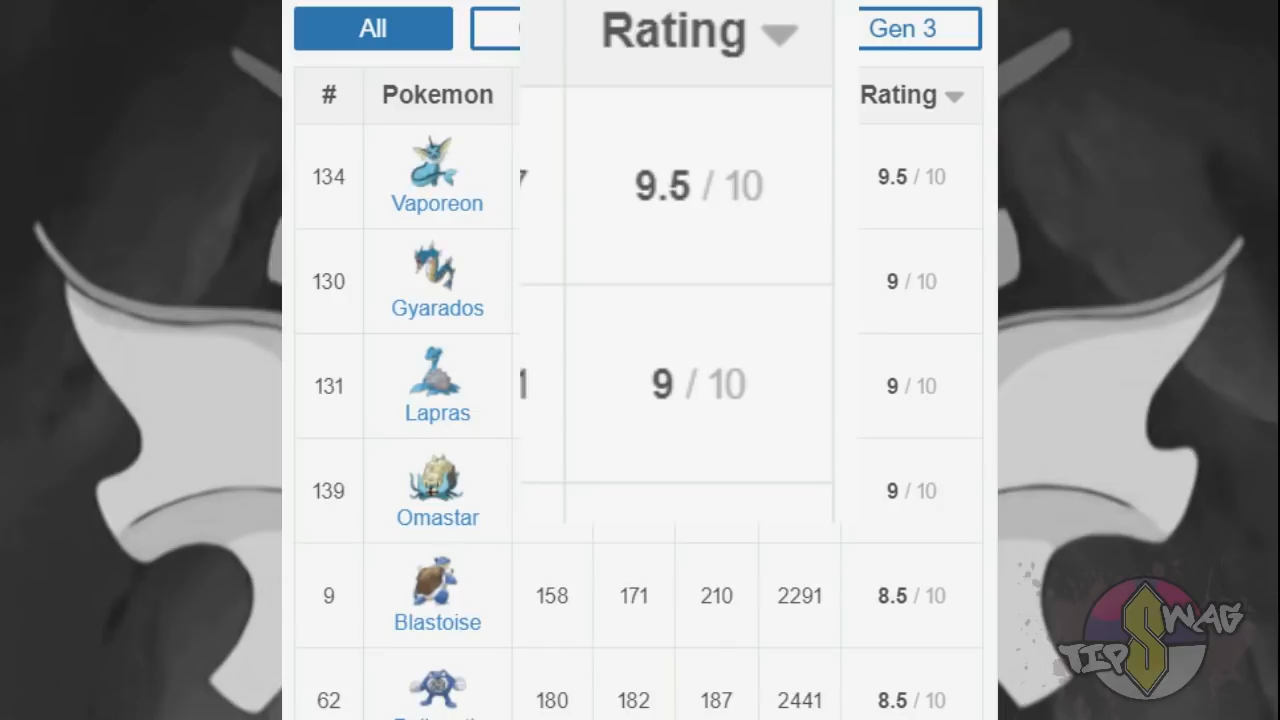 All
Gen 3
Rating
# Pokemon Rating
134 Vaporeon 9.5 / 10 9.5 / 10
130 Gyarados 9 / 10
131 Lapras 9 / 10 9 / 10
139 Omastar 9 / 10
9 Blastoise 158 171 210 2291 8.5 / 10
62 180 182 187 2441 8.5 / 10
TIP SWAG